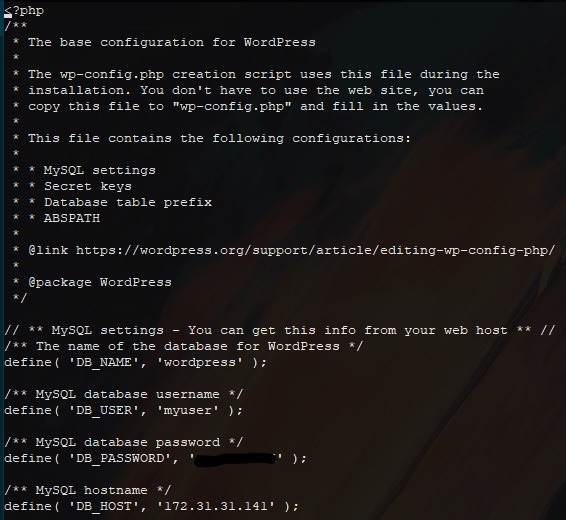 <?php
/**
 * The base configuration for WordPress
 *
 * The wp-config.php creation script uses this file during the
 * installation. You don't have to use the web site, you can
 * copy this file to "wp-config.php" and fill in the values.
 *
 * This file contains the following configurations:
 *
 * * MySQL settings
 * * Secret keys
 * * Database table prefix
 * * ABSPATH
 *
 * @link https://wordpress.org/support/article/editing-wp-config-php/
 *
 * @package WordPress
 */

// ** MySQL settings - You can get this info from your web host ** //
/** The name of the database for WordPress */
define( 'DB_NAME', 'wordpress' );

/** MySQL database username */
define( 'DB_USER', 'myuser' );

/** MySQL database password */
define( 'DB_PASSWORD', '' );

/** MySQL hostname */
define( 'DB_HOST', '172.31.31.141' );